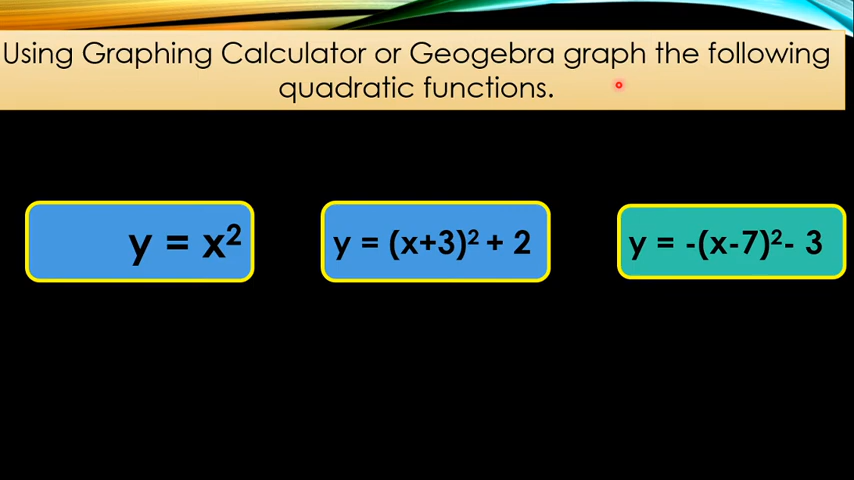 Using Graphing Calculator or Geogebra graph the following
quadratic functions.
y = x²
y = (x+3)² + 2
y = -(x-7)²- 3